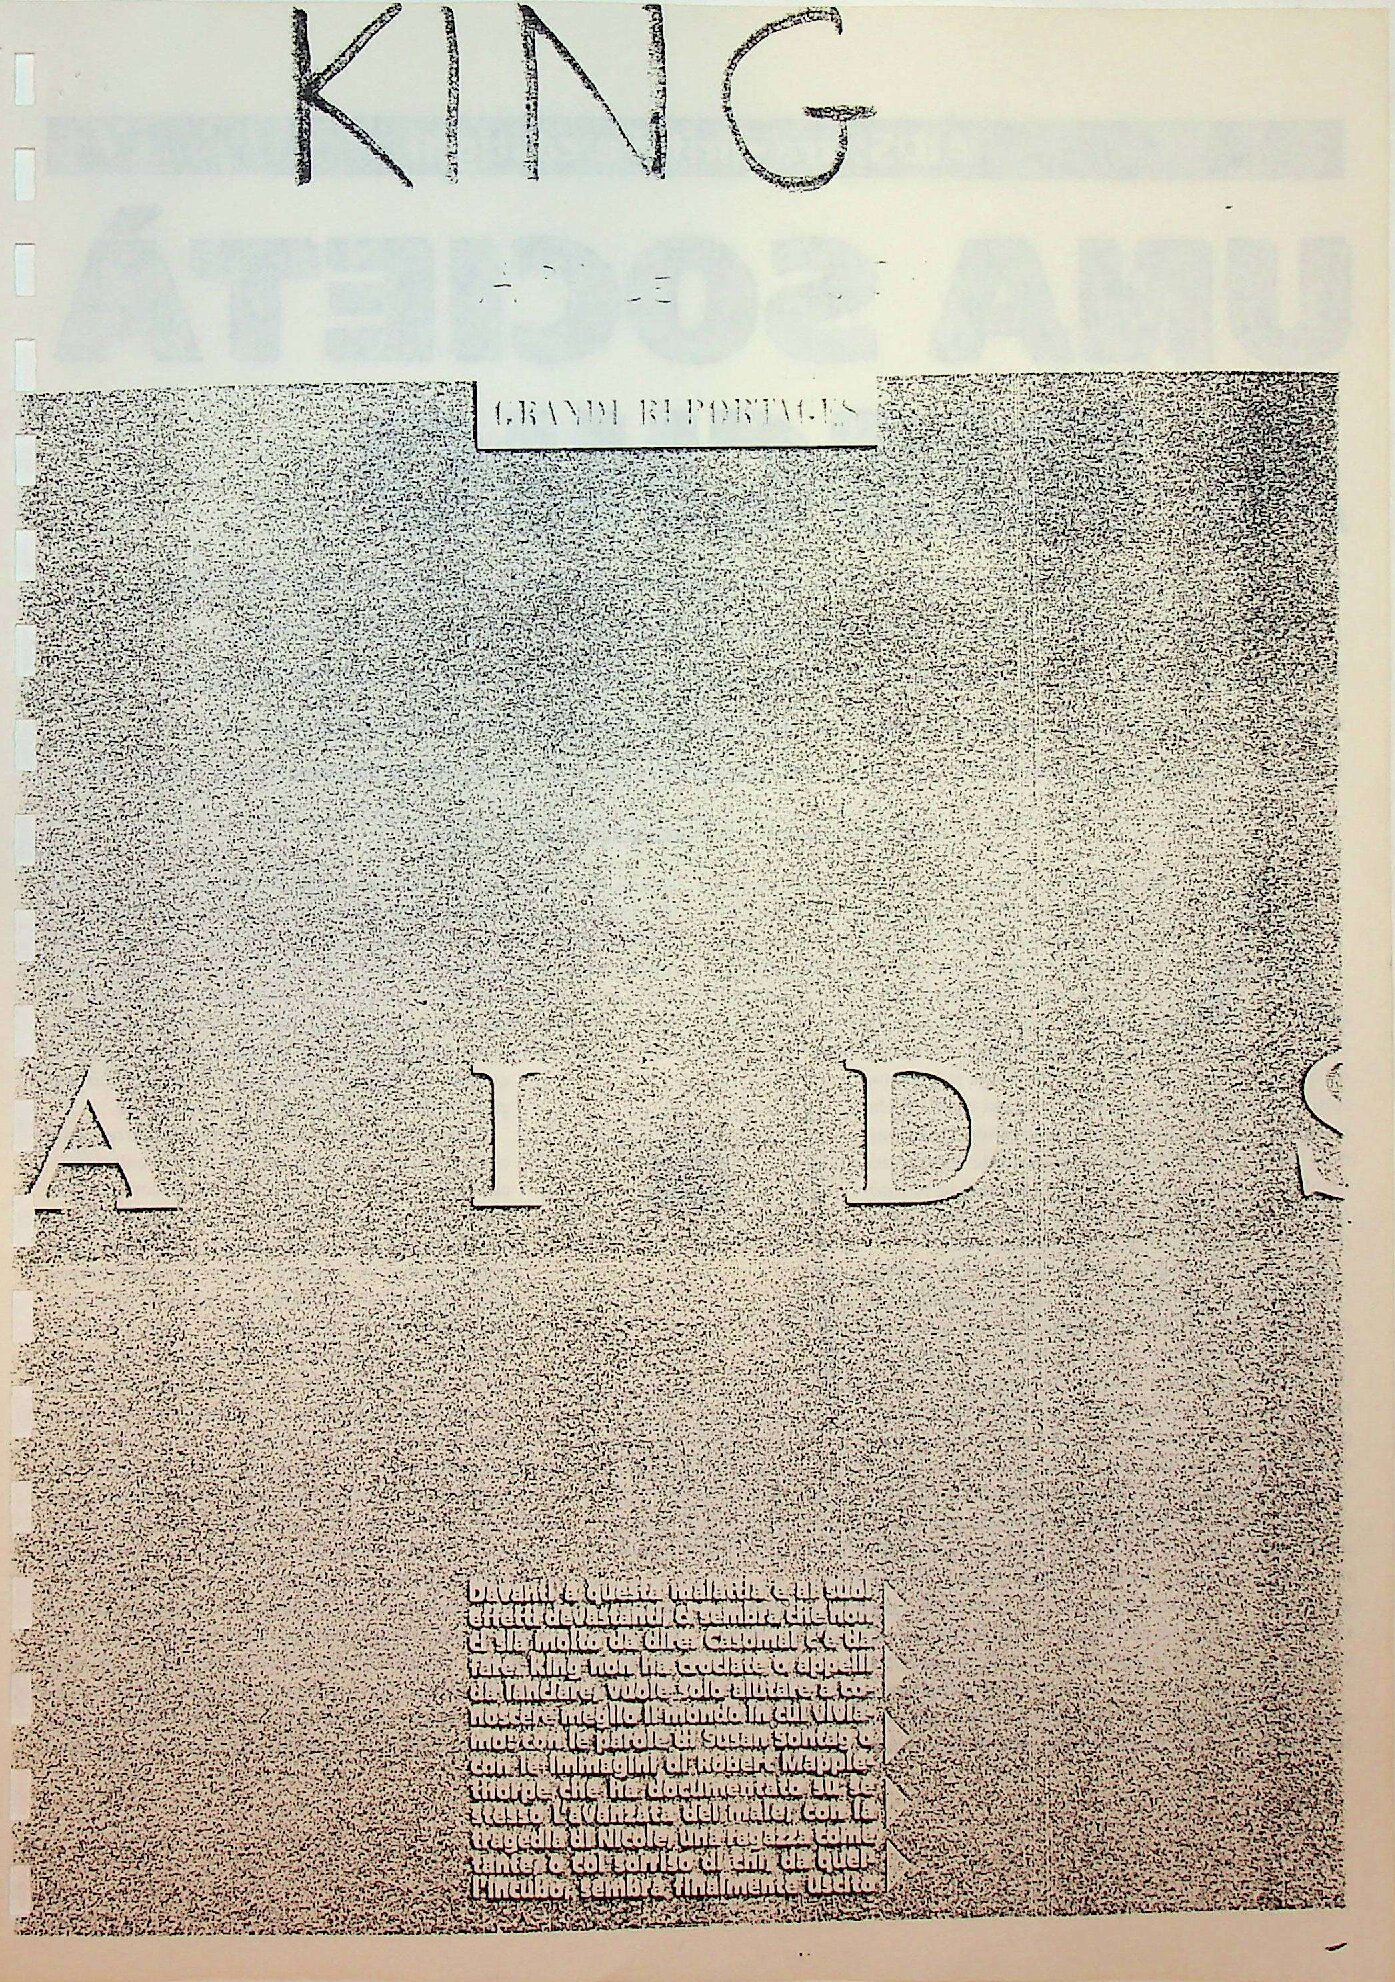 KING
UNA SOCIETÀ
GRANDI REPORTAGES
A I D S
Davanti a questa malattia e ai suoi
effetti devastanti, ci sembra che non
ci sia molto da dire. Casomai c'è da
fare. King non ha crociate o appelli
da lanciare, vuole solo aiutare a co-
noscere meglio il mondo in cui vivia-
mo: con le parole di Susan Sontag o
con le immagini di Robert Mapple-
thorpe, che ha documentato su se
stesso l'avanzata del male; con la
tragedia di Nicole, una ragazza come
tante; o col sorriso di chi, da quel-
l'incubo, sembra finalmente uscito